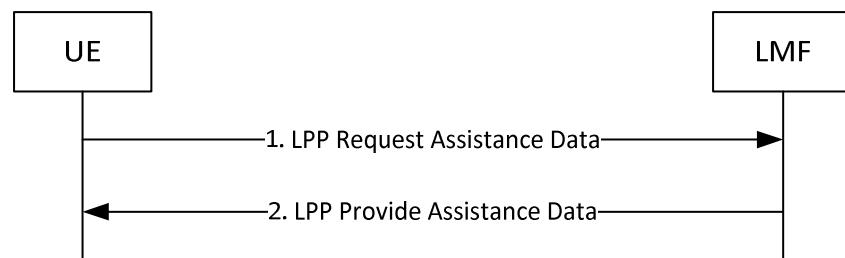 UE
LMF
1. LPP Request Assistance Data
2. LPP Provide Assistance Data